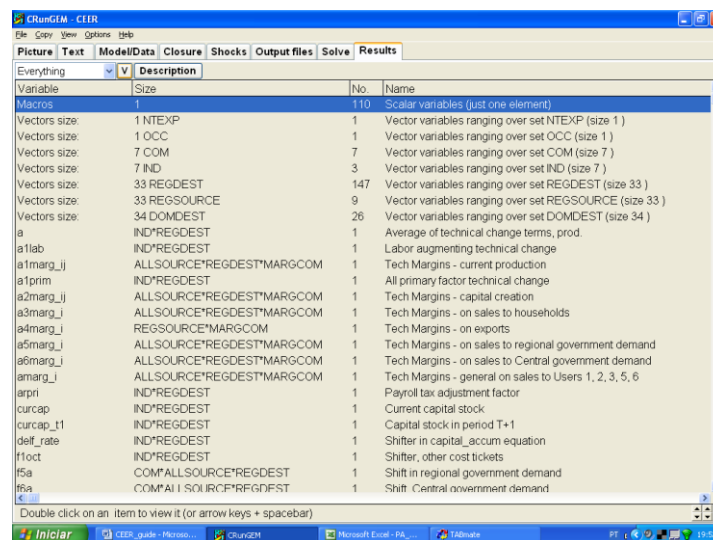 CRunGEM - CEER
File Copy View Options Help
Picture Text Model/Data Closure Shocks Output files Solve Results
Everything V Description
Variable Size No. Name
Macros 1 110 Scalar variables (just one element)
Vectors size: 1 NTEXP 1 Vector variables ranging over set NTEXP (size 1 )
Vectors size: 1 OCC 1 Vector variables ranging over set OCC (size 1 )
Vectors size: 7 COM 7 Vector variables ranging over set COM (size 7 )
Vectors size: 7 IND 3 Vector variables ranging over set IND (size 7 )
Vectors size: 33 REGDEST 147 Vector variables ranging over set REGDEST (size 33 )
Vectors size: 33 REGSOURCE 9 Vector variables ranging over set REGSOURCE (size 33 )
Vectors size: 34 DOMDEST 26 Vector variables ranging over set DOMDEST (size 34 )
a IND*REGDEST 1 Average of technical change terms, prod.
a1lab IND*REGDEST 1 Labor augmenting technical change
a1marg_ij ALLSOURCE*REGDEST*MARGCOM 1 Tech Margins - current production
a1prim IND*REGDEST 1 All primary factor technical change
a2marg_ij ALLSOURCE*REGDEST*MARGCOM 1 Tech Margins - capital creation
a3marg_i ALLSOURCE*REGDEST*MARGCOM 1 Tech Margins - on sales to households
a4marg_i REGSOURCE*MARGCOM 1 Tech Margins - on exports
a5marg_i ALLSOURCE*REGDEST*MARGCOM 1 Tech Margins - on sales to regional government demand
a6marg_i ALLSOURCE*REGDEST*MARGCOM 1 Tech Margins - on sales to Central government demand
amarg_i ALLSOURCE*REGDEST*MARGCOM 1 Tech Margins - general on sales to Users 1, 2, 3, 5, 6
arpri IND*REGDEST 1 Payroll tax adjustment factor
curcap IND*REGDEST 1 Current capital stock
curcap_t1 IND*REGDEST 1 Capital stock in period T+1
delf_rate IND*REGDEST 1 Shifter in capital_accum equation
f1oct IND*REGDEST 1 Shifter, other cost tickets
f5a COM*ALLSOURCE*REGDEST 1 Shift in regional government demand
f6a COM*ALLSOURCE*REGDEST 1 Shift, Central government demand
Double click on an item to view it (or arrow keys + spacebar)
Iniciar CEER_guide - Microso... CRunGEM Microsoft Excel - PA_... TABmate PT